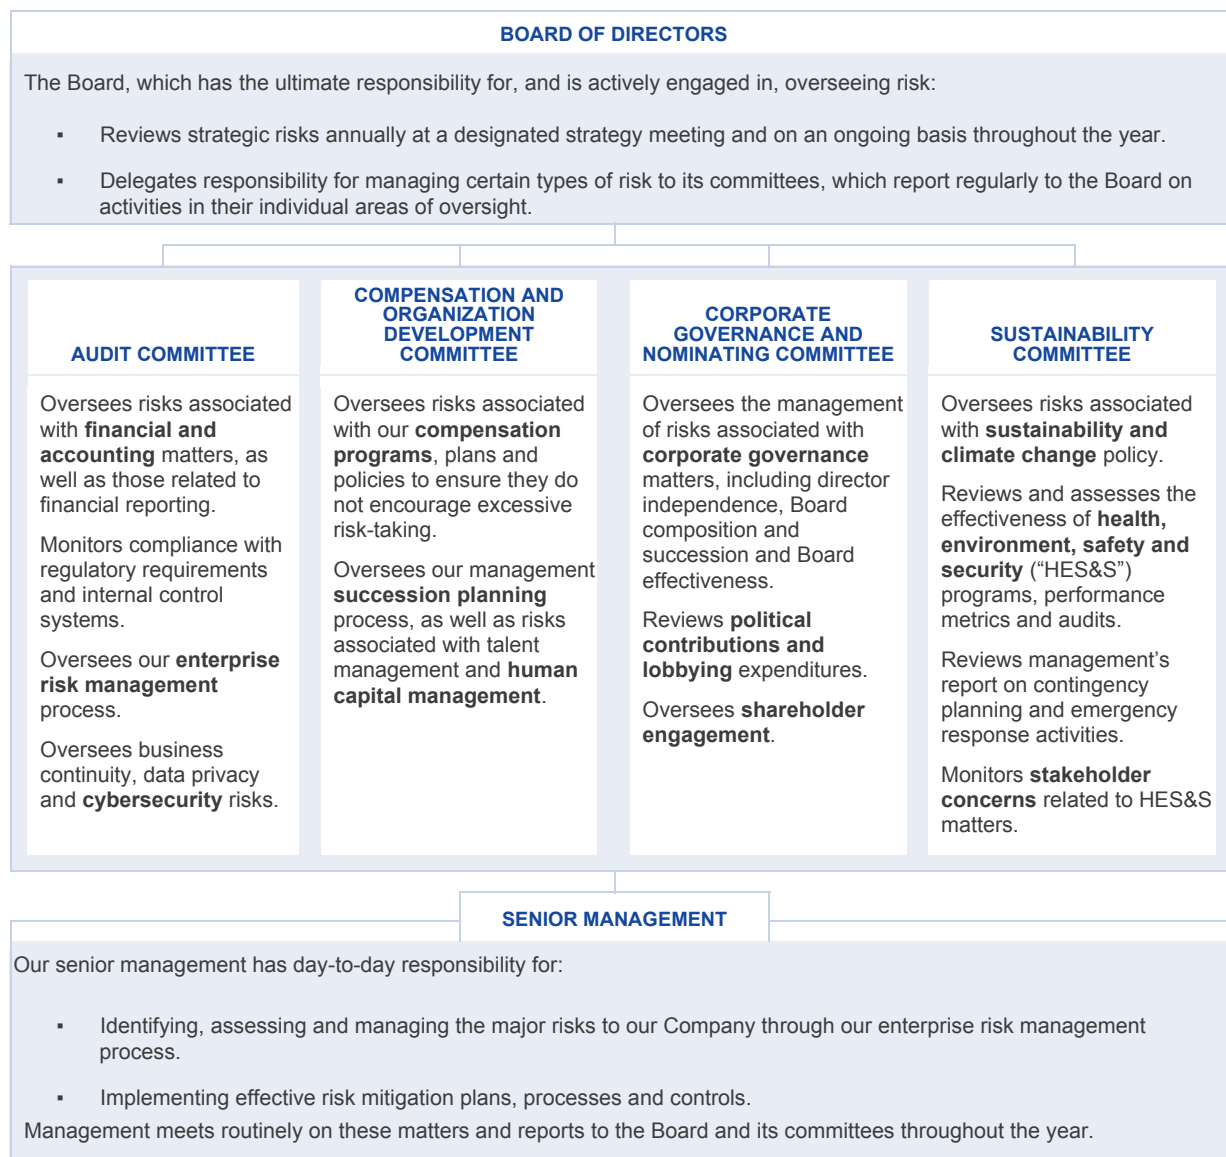 BOARD OF DIRECTORS
The Board, which has the ultimate responsibility for, and is actively engaged in, overseeing risk:
▪ Reviews strategic risks annually at a designated strategy meeting and on an ongoing basis throughout the year.
▪ Delegates responsibility for managing certain types of risk to its committees, which report regularly to the Board on
activities in their individual areas of oversight.
AUDIT COMMITTEE
Oversees risks associated
with financial and
accounting matters, as
well as those related to
financial reporting.
Monitors compliance with
regulatory requirements
and internal control
systems.
Oversees our enterprise
risk management
process.
Oversees business
continuity, data privacy
and cybersecurity risks.
COMPENSATION AND
ORGANIZATION
DEVELOPMENT
COMMITTEE
Oversees risks associated
with our compensation
programs, plans and
policies to ensure they do
not encourage excessive
risk-taking.
Oversees our management
succession planning
process, as well as risks
associated with talent
management and human
capital management.
CORPORATE
GOVERNANCE AND
NOMINATING COMMITTEE
Oversees the management
of risks associated with
corporate governance
matters, including director
independence, Board
composition and
succession and Board
effectiveness.
Reviews political
contributions and
lobbying expenditures.
Oversees shareholder
engagement.
SUSTAINABILITY
COMMITTEE
Oversees risks associated
with sustainability and
climate change policy.
Reviews and assesses the
effectiveness of health,
environment, safety and
security (“HES&S”)
programs, performance
metrics and audits.
Reviews management’s
report on contingency
planning and emergency
response activities.
Monitors stakeholder
concerns related to HES&S
matters.
SENIOR MANAGEMENT
Our senior management has day-to-day responsibility for:
▪ Identifying, assessing and managing the major risks to our Company through our enterprise risk management
process.
▪ Implementing effective risk mitigation plans, processes and controls.
Management meets routinely on these matters and reports to the Board and its committees throughout the year.